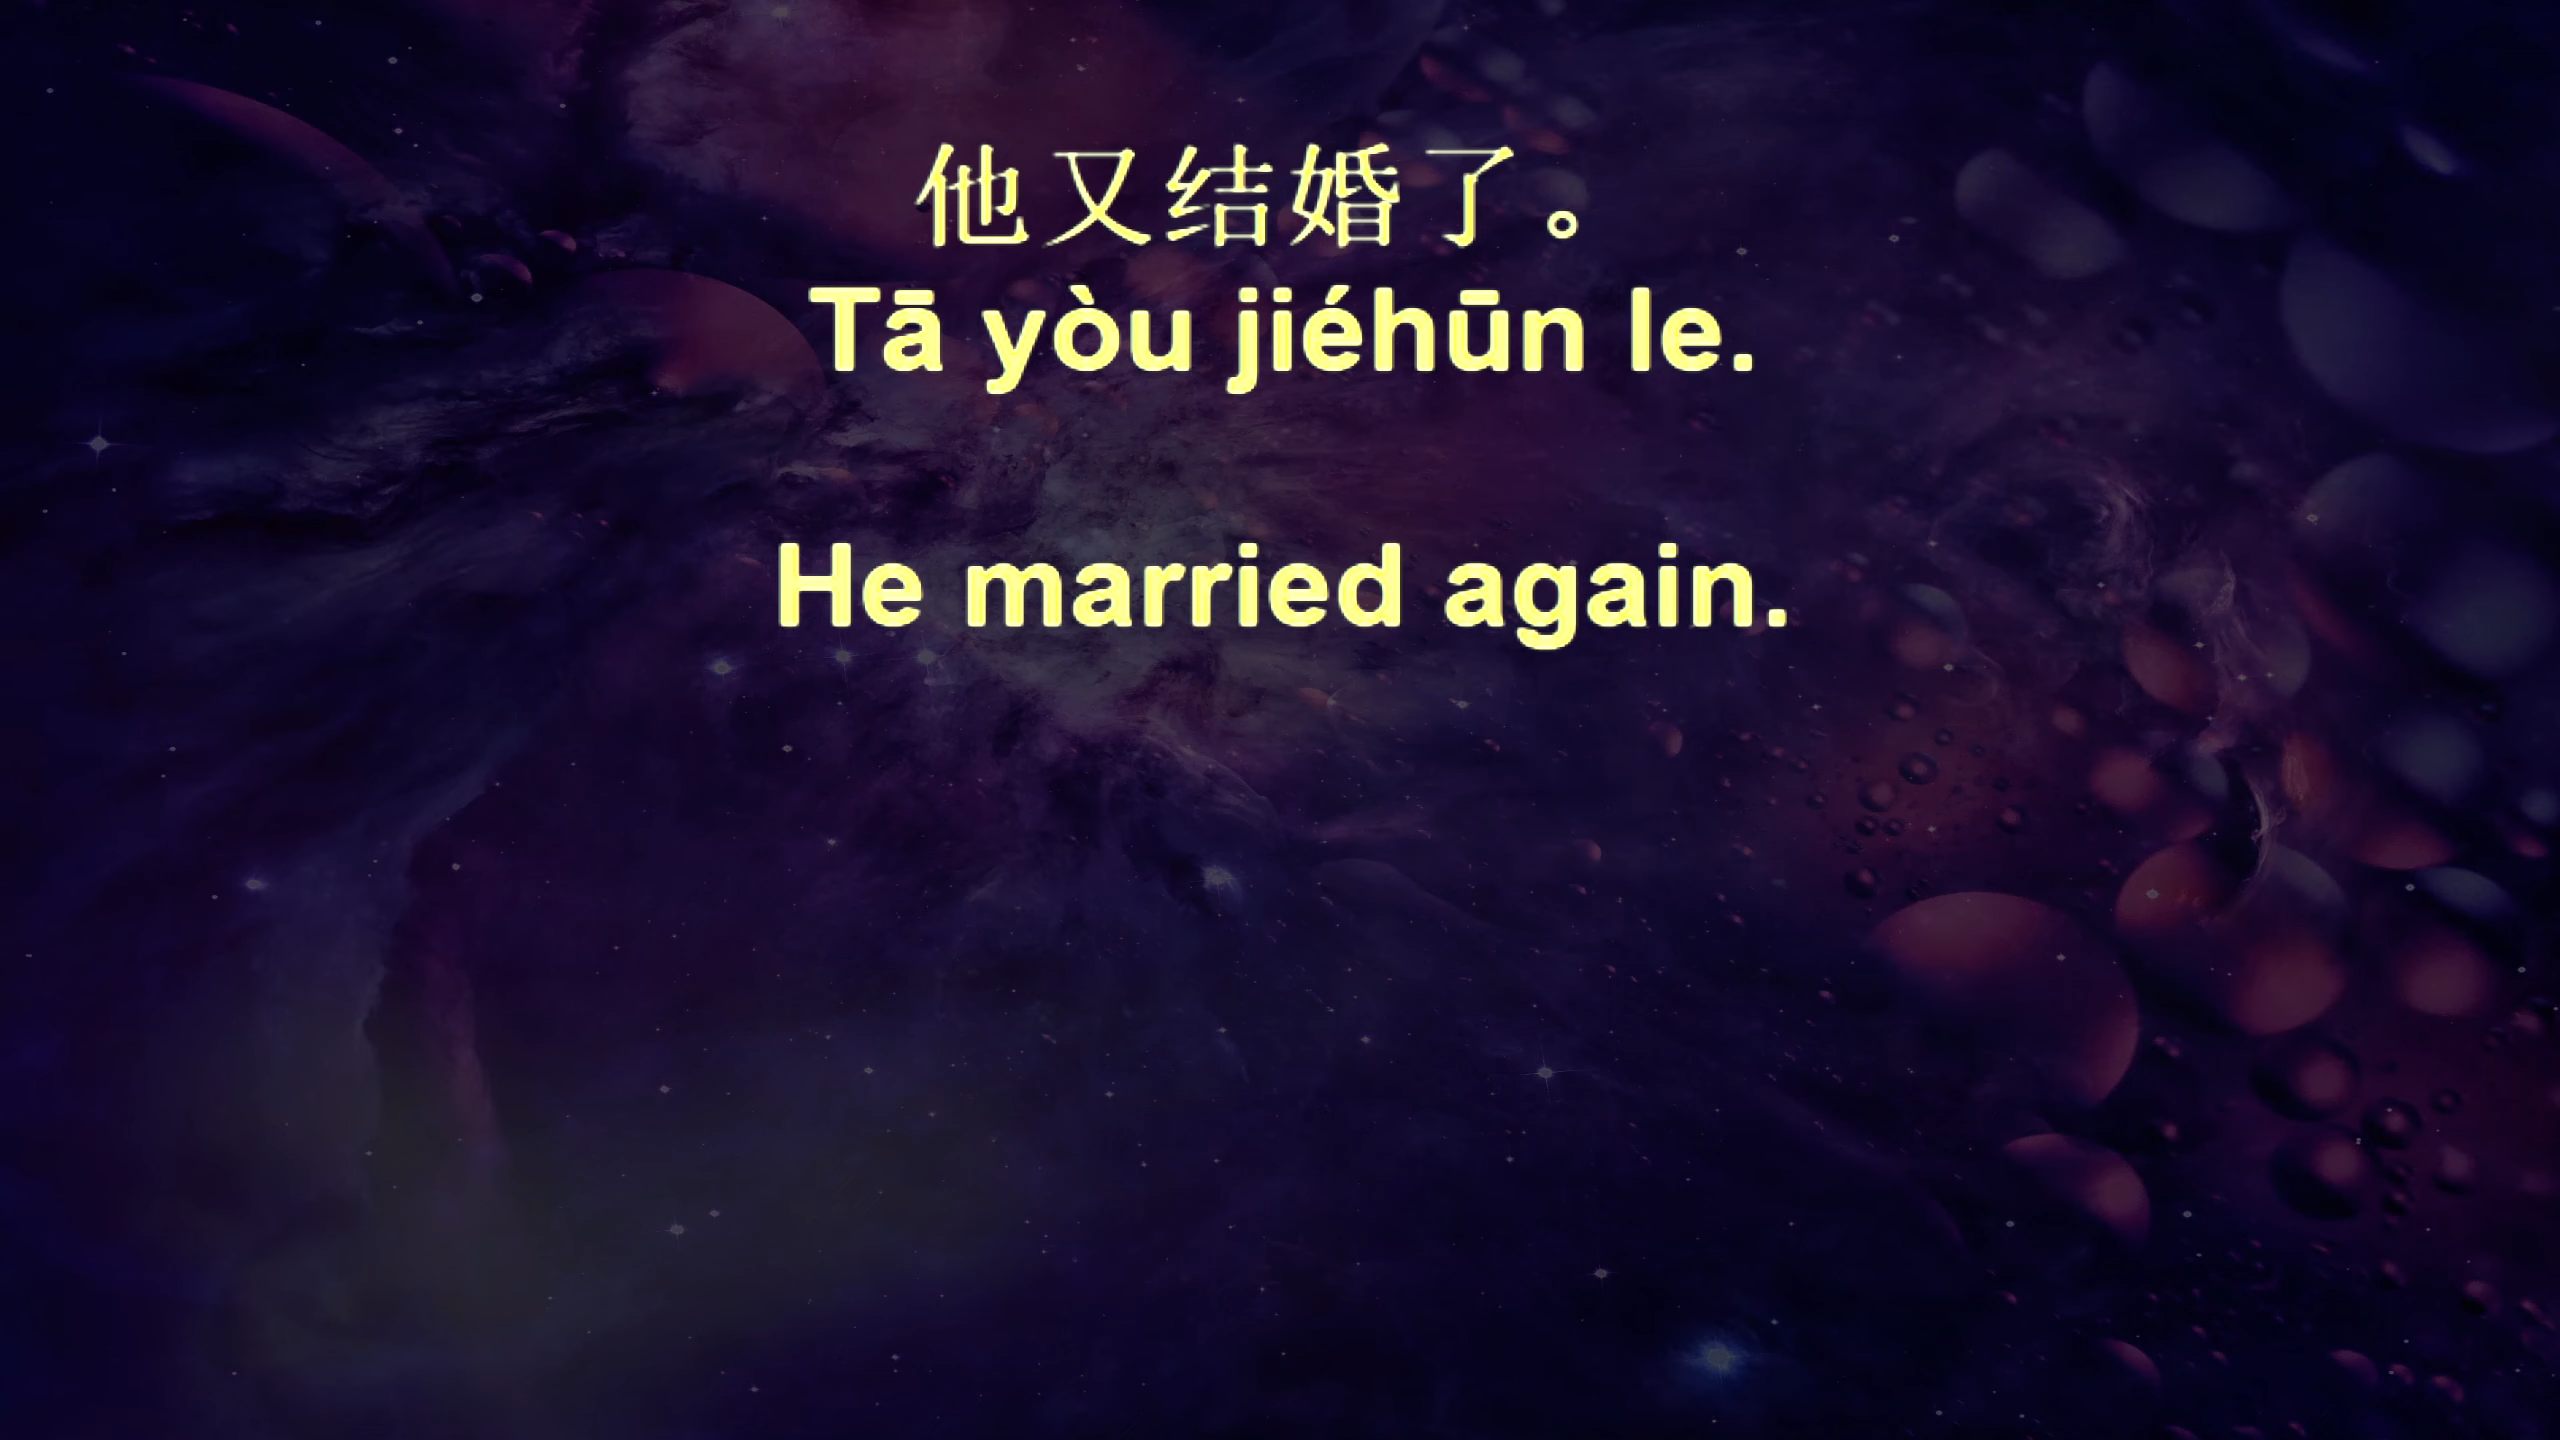 他又结婚了。
Tā yòu jiéhūn le.
He married again.